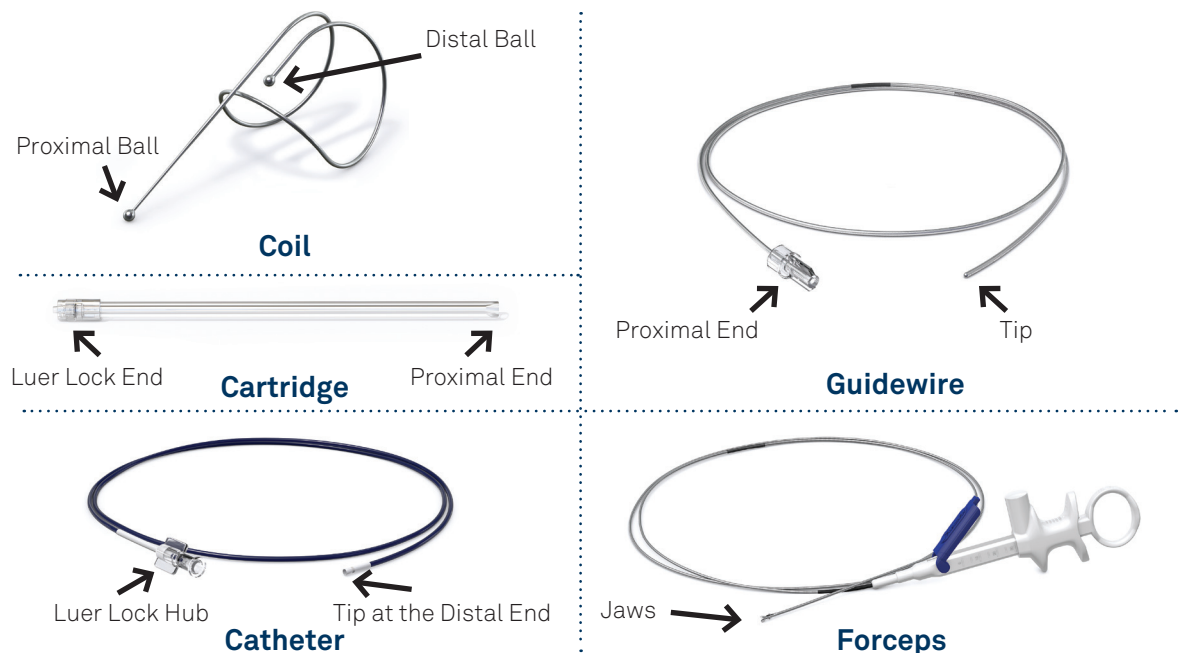 Distal Ball
Proximal Ball
Coil
Luer Lock End
Proximal End
Cartridge
Proximal End
Tip
Guidewire
Luer Lock Hub
Tip at the Distal End
Catheter
Jaws
Forceps